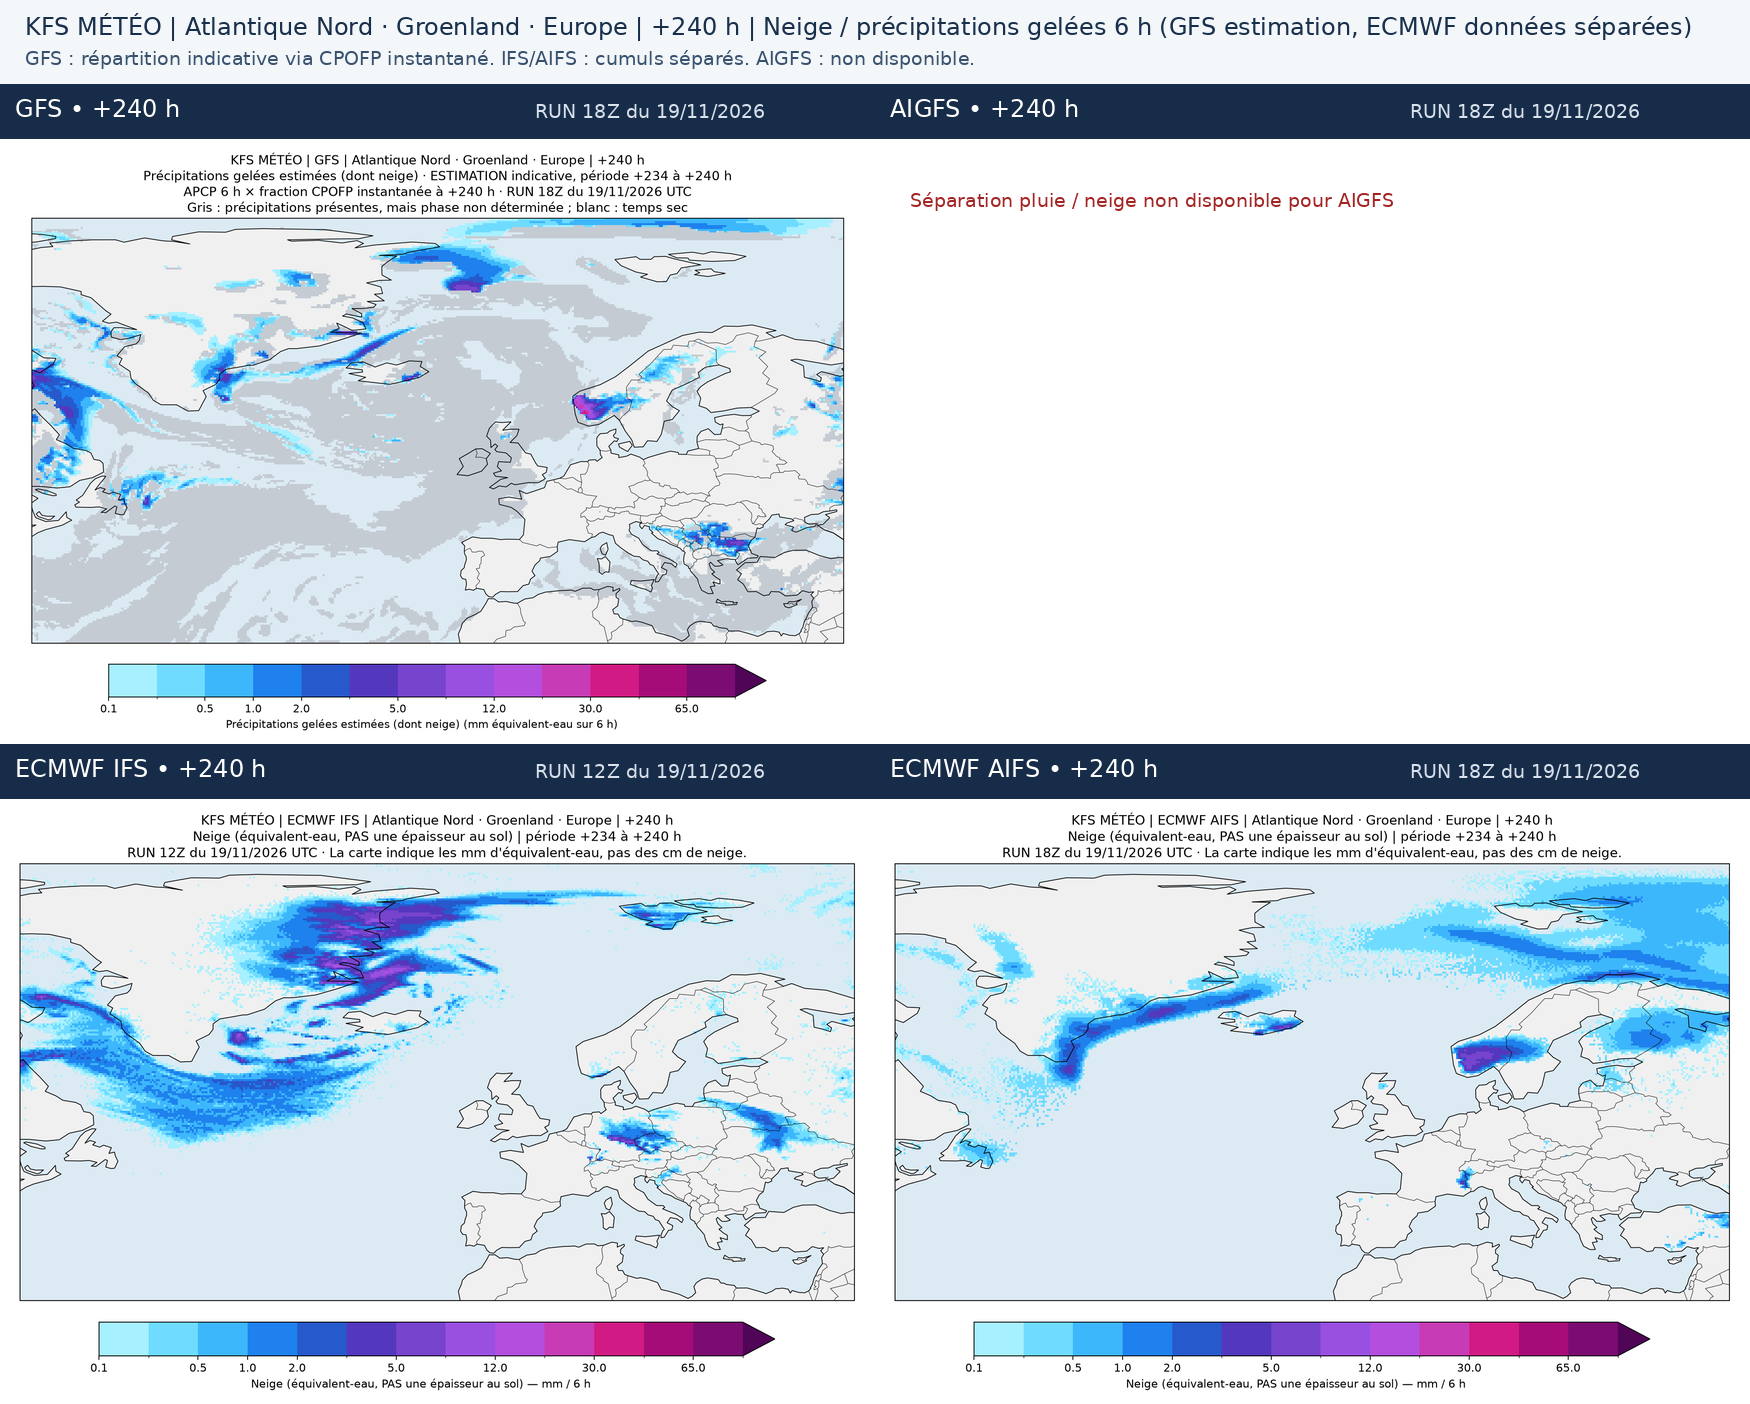 KFS MÉTÉO | Atlantique Nord · Groenland · Europe | +240 h | Neige / précipitations gelées 6 h (GFS estimation, ECMWF données séparées)
GFS : répartition indicative via CPOFP instantané. IFS/AIFS : cumuls séparés. AIGFS : non disponible.
GFS • +240 h
RUN 18Z du 19/11/2026
AIGFS • +240 h
RUN 18Z du 19/11/2026
KFS MÉTÉO | GFS | Atlantique Nord · Groenland · Europe | +240 h
Précipitations gelées estimées (dont neige) · ESTIMATION indicative, période +234 à +240 h
APCP 6 h × fraction CPOFP instantanée à +240 h · RUN 18Z du 19/11/2026 UTC
Gris : précipitations présentes, mais phase non déterminée ; blanc : temps sec
Séparation pluie / neige non disponible pour AIGFS
0.1 0.5 1.0 2.0 5.0 12.0 30.0 65.0
Précipitations gelées estimées (dont neige) (mm équivalent-eau sur 6 h)
ECMWF IFS • +240 h
RUN 12Z du 19/11/2026
ECMWF AIFS • +240 h
RUN 18Z du 19/11/2026
KFS MÉTÉO | ECMWF IFS | Atlantique Nord · Groenland · Europe | +240 h
Neige (équivalent-eau, PAS une épaisseur au sol) | période +234 à +240 h
RUN 12Z du 19/11/2026 UTC · La carte indique les mm d'équivalent-eau, pas des cm de neige.
KFS MÉTÉO | ECMWF AIFS | Atlantique Nord · Groenland · Europe | +240 h
Neige (équivalent-eau, PAS une épaisseur au sol) | période +234 à +240 h
RUN 18Z du 19/11/2026 UTC · La carte indique les mm d'équivalent-eau, pas des cm de neige.
0.1 0.5 1.0 2.0 5.0 12.0 30.0 65.0
Neige (équivalent-eau, PAS une épaisseur au sol) — mm / 6 h
0.1 0.5 1.0 2.0 5.0 12.0 30.0 65.0
Neige (équivalent-eau, PAS une épaisseur au sol) — mm / 6 h